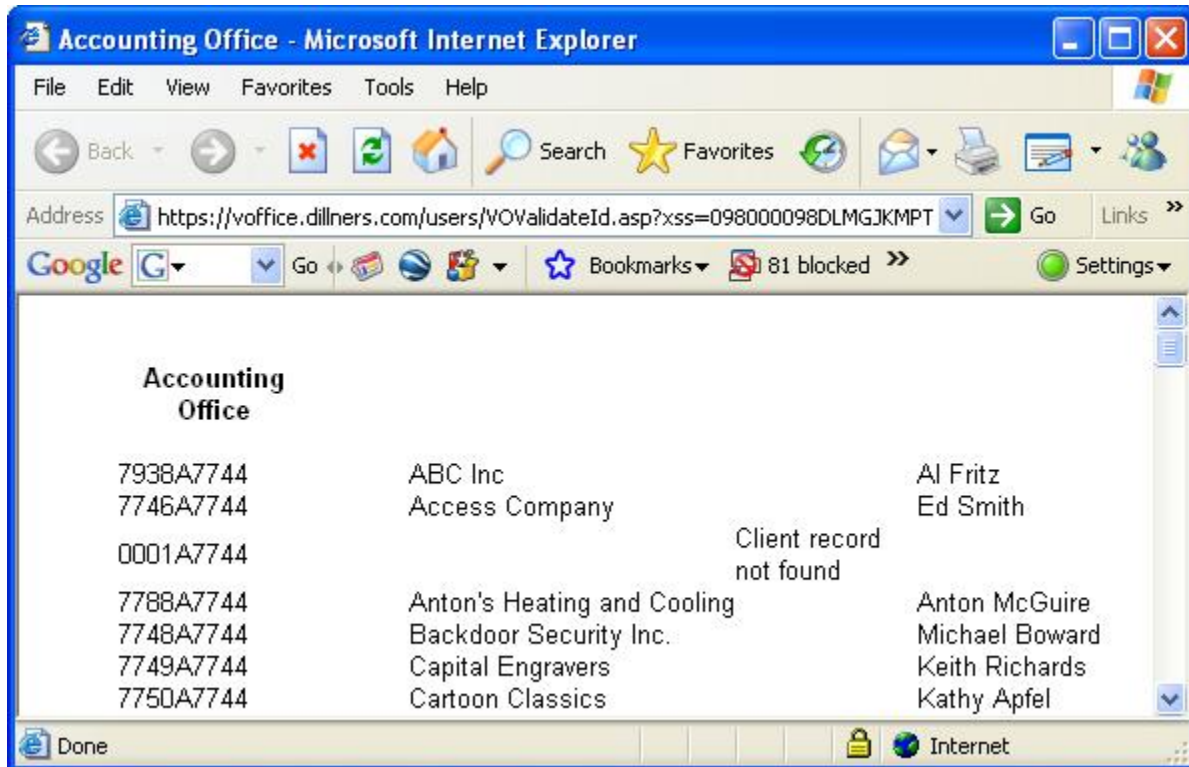 Accounting Office - Microsoft Internet Explorer
File Edit View Favorites Tools Help
Back Search Favorites
Address https://voffice.dillners.com/users/VOValidateId.asp?xss=098000098DLMGJKMPT Go Links »
Google G Go Bookmarks 81 blocked » Settings
Accounting
Office
7938A7744 ABC Inc Al Fritz
7746A7744 Access Company Ed Smith
0001A7744 Client record
not found
7788A7744 Anton's Heating and Cooling Anton McGuire
7748A7744 Backdoor Security Inc. Michael Boward
7749A7744 Capital Engravers Keith Richards
7750A7744 Cartoon Classics Kathy Apfel
Done Internet